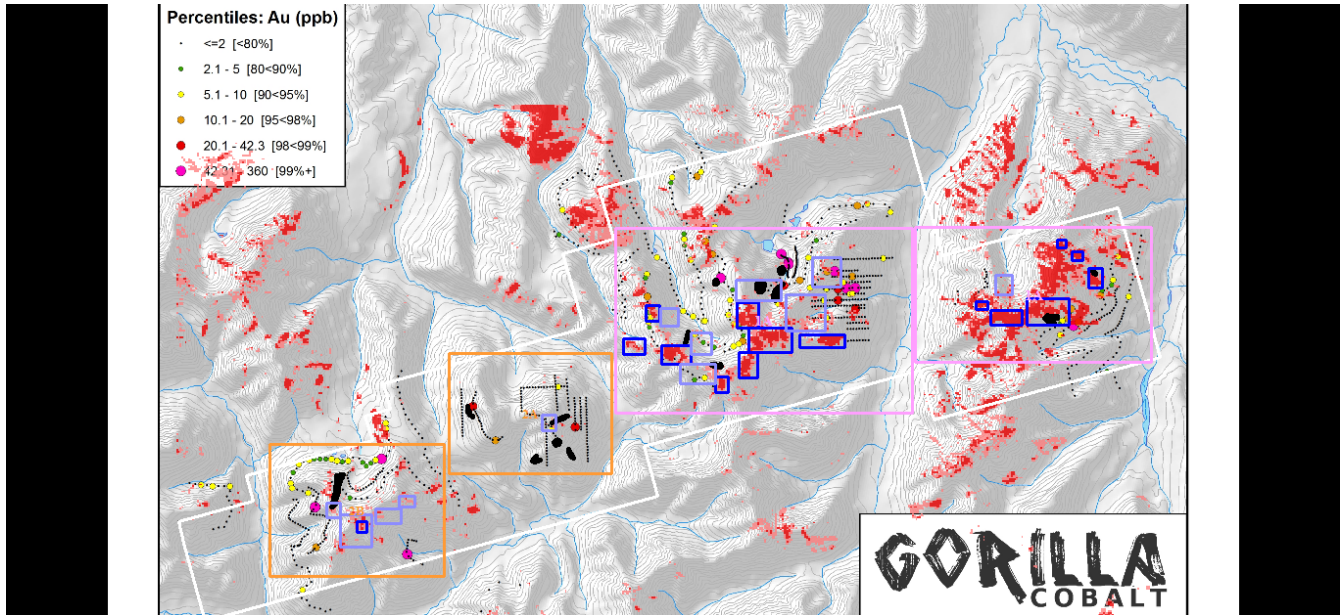 Percentiles: Au (ppb)
<=2 [<80%]
2.1 - 5 [80<90%]
5.1 - 10 [90<95%]
10.1 - 20 [95<98%]
20.1 - 42.3 [98<99%]
360 [99%+]
GORILLA
COBALT